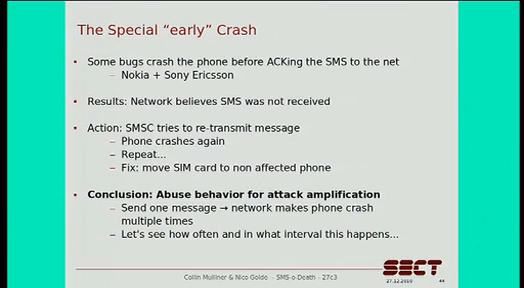 The Special “early” Crash
• Some bugs crash the phone before ACKing the SMS to the net
– Nokia + Sony Ericsson
• Results: Network believes SMS was not received
• Action: SMSC tries to re-transmit message
– Phone crashes again
– Repeat...
– Fix: move SIM card to non affected phone
• Conclusion: Abuse behavior for attack amplification
– Send one message → network makes phone crash
multiple times
– Let's see how often and in what interval this happens...
SECT
Collin Mulliner & Nico Golde - SMS-o-Death - 27c3
27.12.2010
44